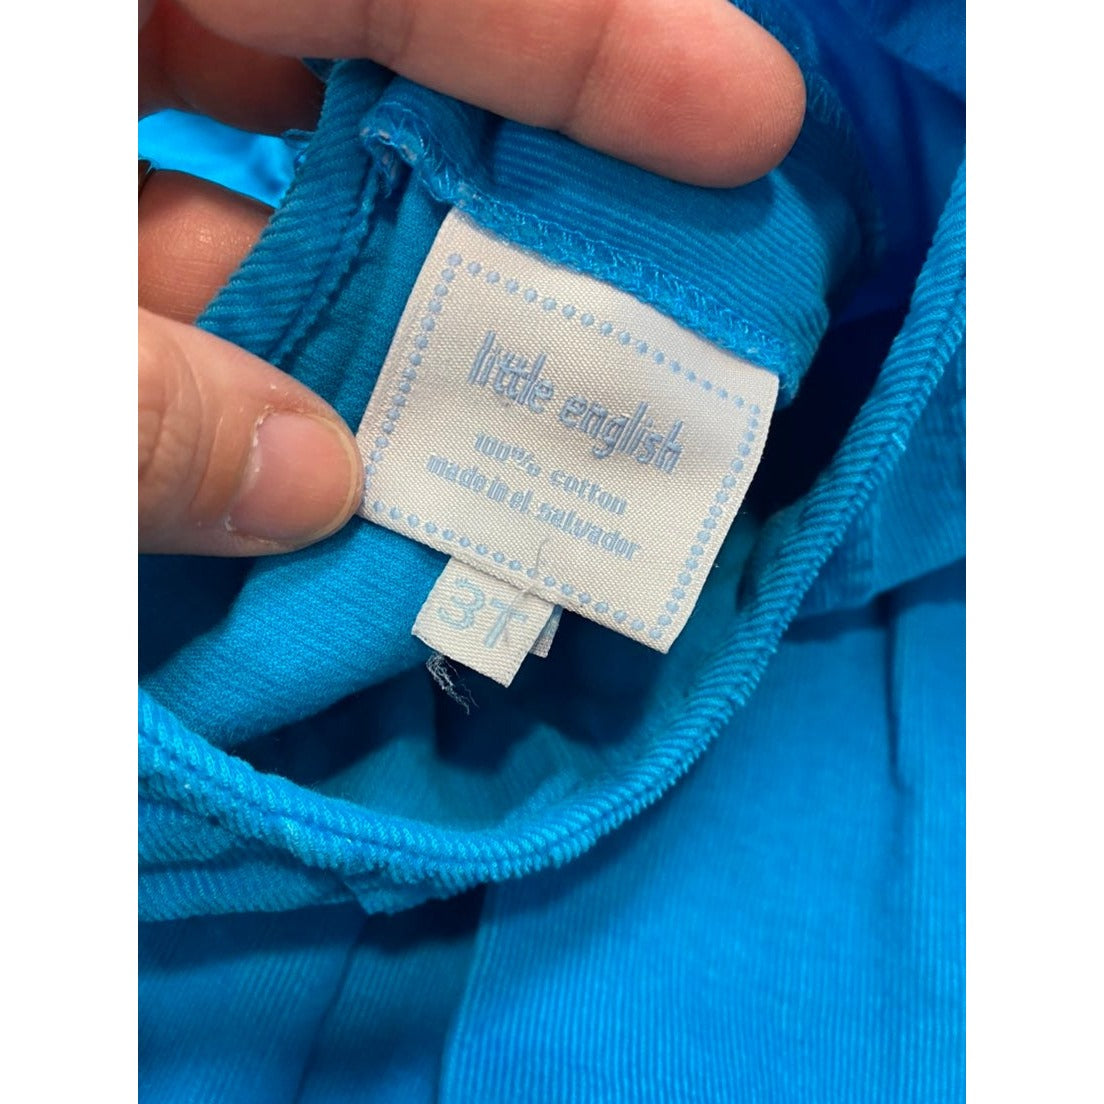 little english
100% cotton
made in el salvador
3T